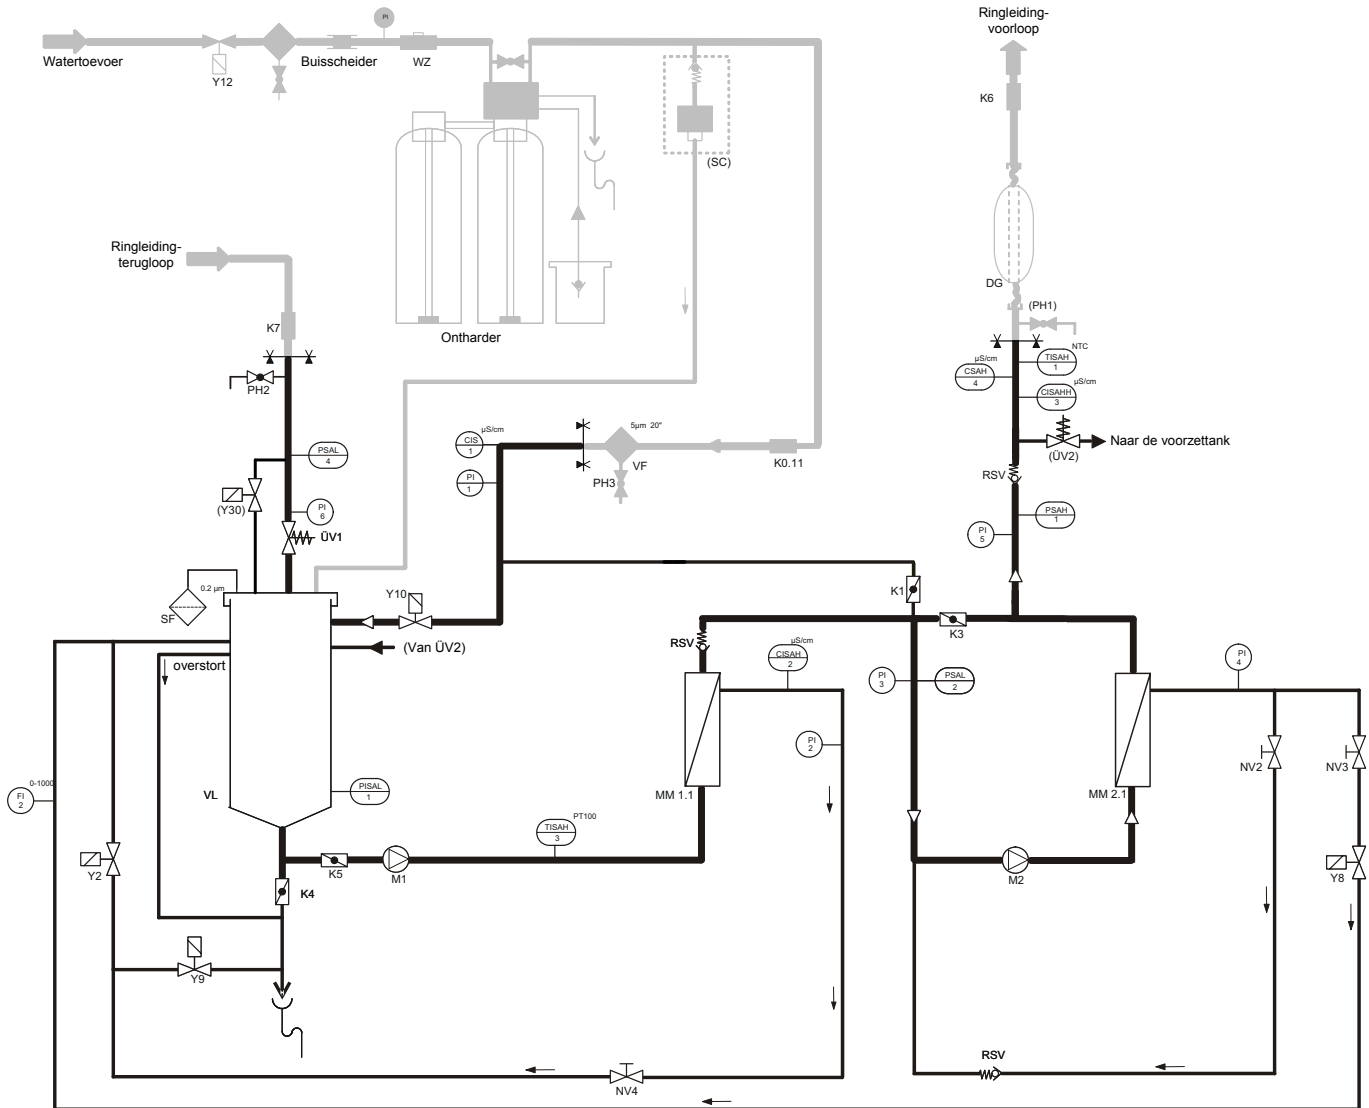 Ringleiding-
voorloop
PI
Watertoevoer
Y12
Buisscheider
WZ
K6
(SC)
Ringleiding-
terugloop
DG
(PH1)
K7
Ontharder
NTC
µS/cm
TISAH
1
CSAH
4
µS/cm
CISAHH
3
PH2
µS/cm
CIS
1
5µm 20"
VF
K0.11
Naar de voorzettank
(ÜV2)
PSAL
4
PI
1
PH3
RSV
(Y30)
PI
6
ÜV1
PSAH
1
PI
5
0.2 µm
SF
Y10
K1
K3
(Van ÜV2)
RSV
µS/cm
CISAH
2
PI
4
overstort
PI
3
PSAL
2
PI
2
NV2
NV3
0-1000
FI
2
VL
PISAL
1
MM 1.1
MM 2.1
PT100
TISAH
3
Y2
K5
M1
M2
Y8
K4
Y9
RSV
NV4